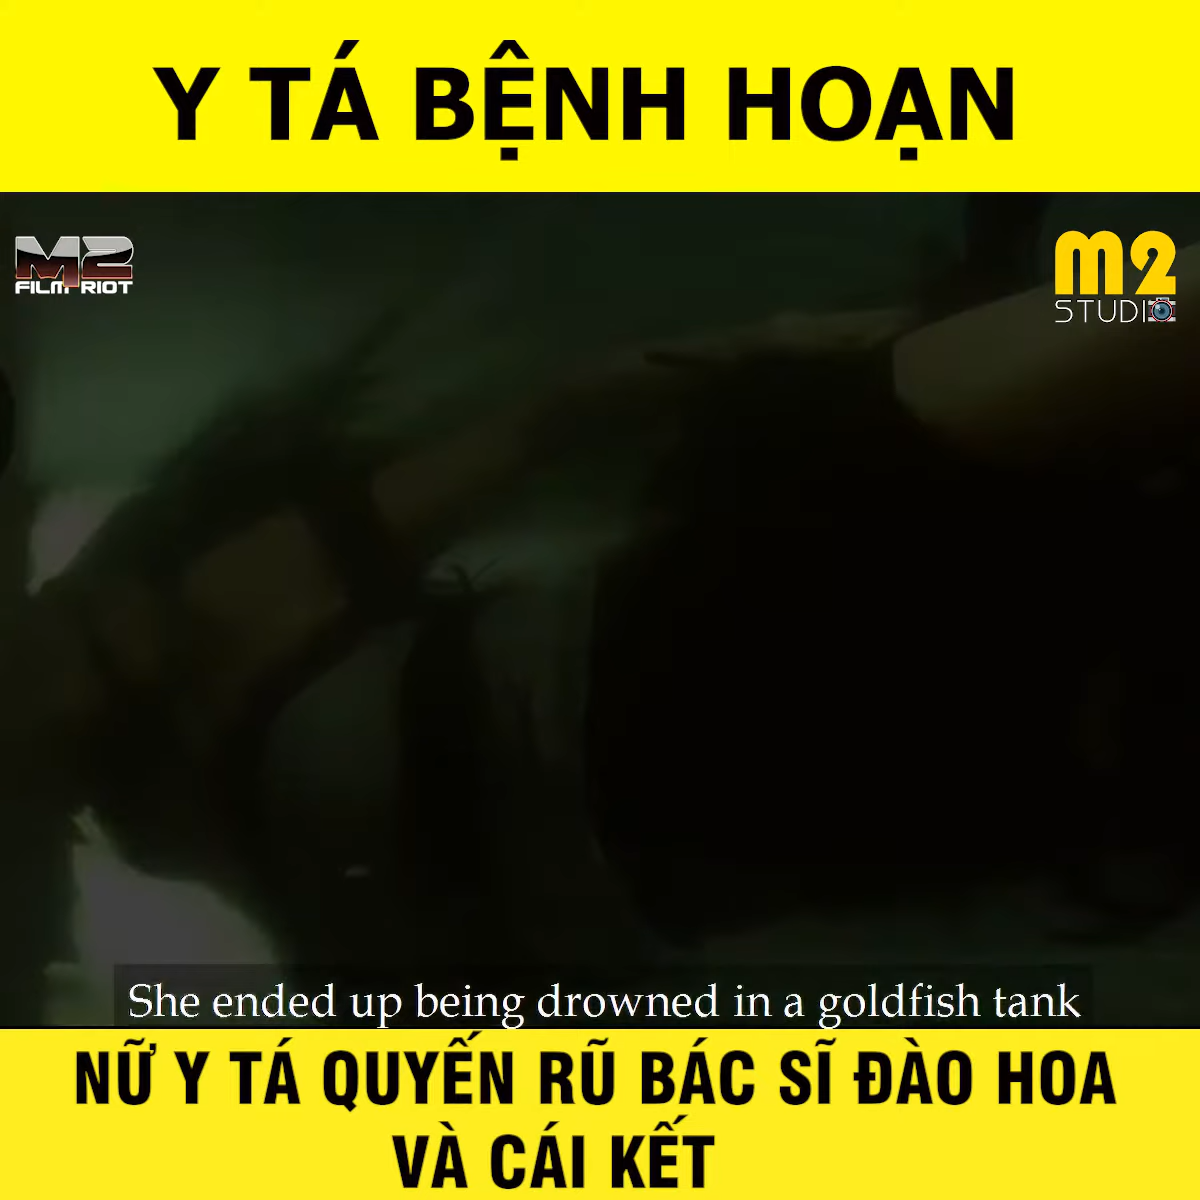 Y TÁ BỆNH HOẠN
M2
FILM RIOT
M2
STUDIO
She ended up being drowned in a goldfish tank
NỮ Y TÁ QUYẾN RŨ BÁC SĨ ĐÀO HOA
VÀ CÁI KẾT